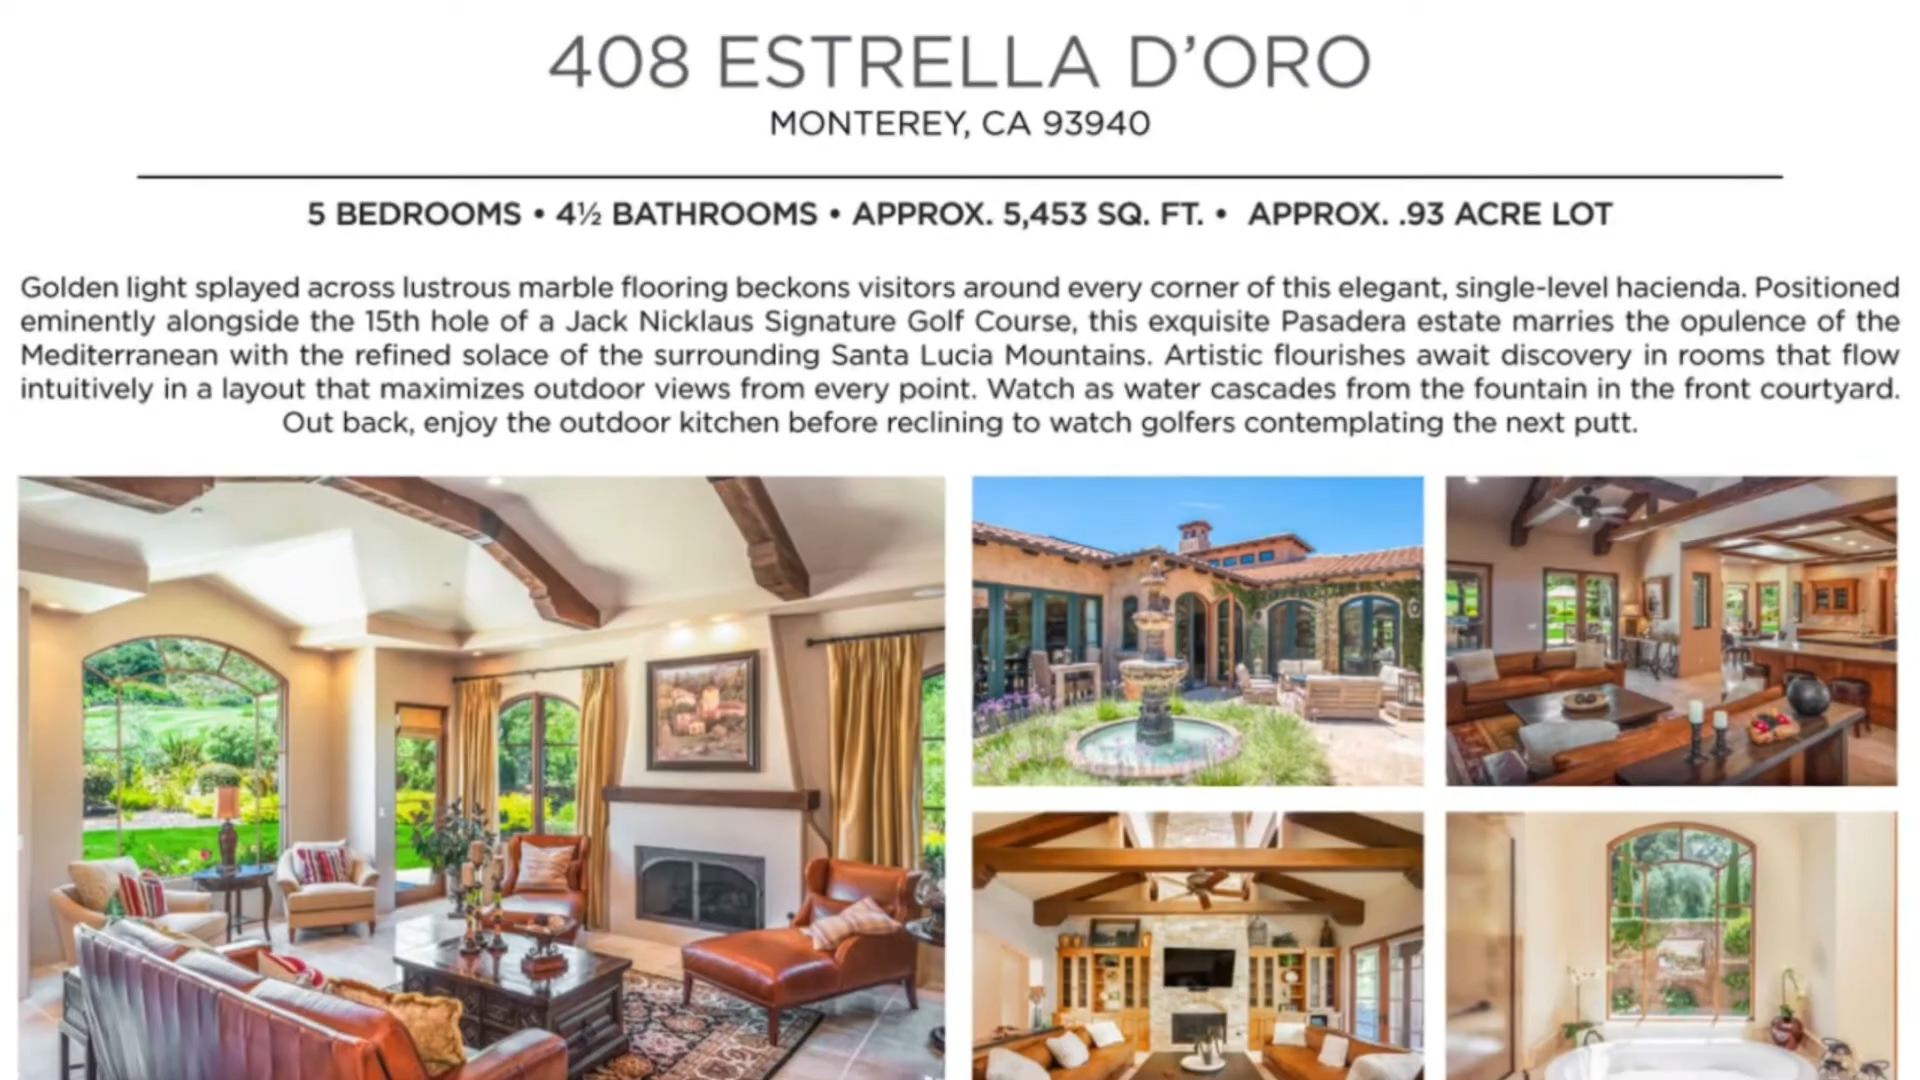 408 ESTRELLA D’ORO
MONTEREY, CA 93940
5 BEDROOMS • 4½ BATHROOMS • APPROX. 5,453 SQ. FT. • APPROX. .93 ACRE LOT
Golden light splayed across lustrous marble flooring beckons visitors around every corner of this elegant, single-level hacienda. Positioned
eminently alongside the 15th hole of a Jack Nicklaus Signature Golf Course, this exquisite Pasadera estate marries the opulence of the
Mediterranean with the refined solace of the surrounding Santa Lucia Mountains. Artistic flourishes await discovery in rooms that flow
intuitively in a layout that maximizes outdoor views from every point. Watch as water cascades from the fountain in the front courtyard.
Out back, enjoy the outdoor kitchen before reclining to watch golfers contemplating the next putt.